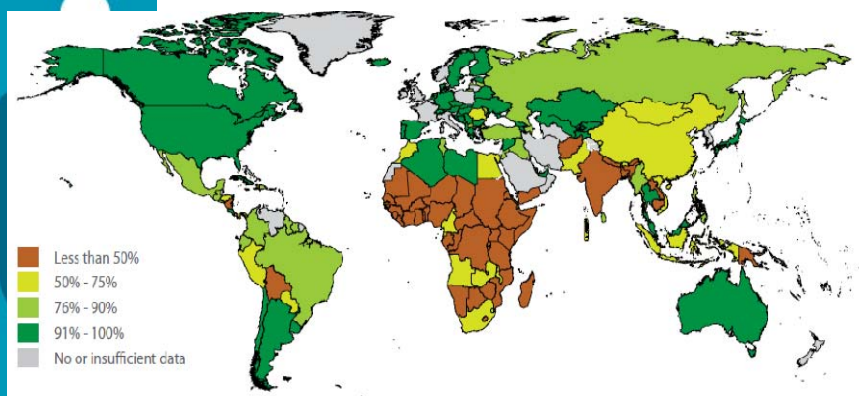 Less than 50%
50% - 75%
76% - 90%
91% - 100%
No or insufficient data